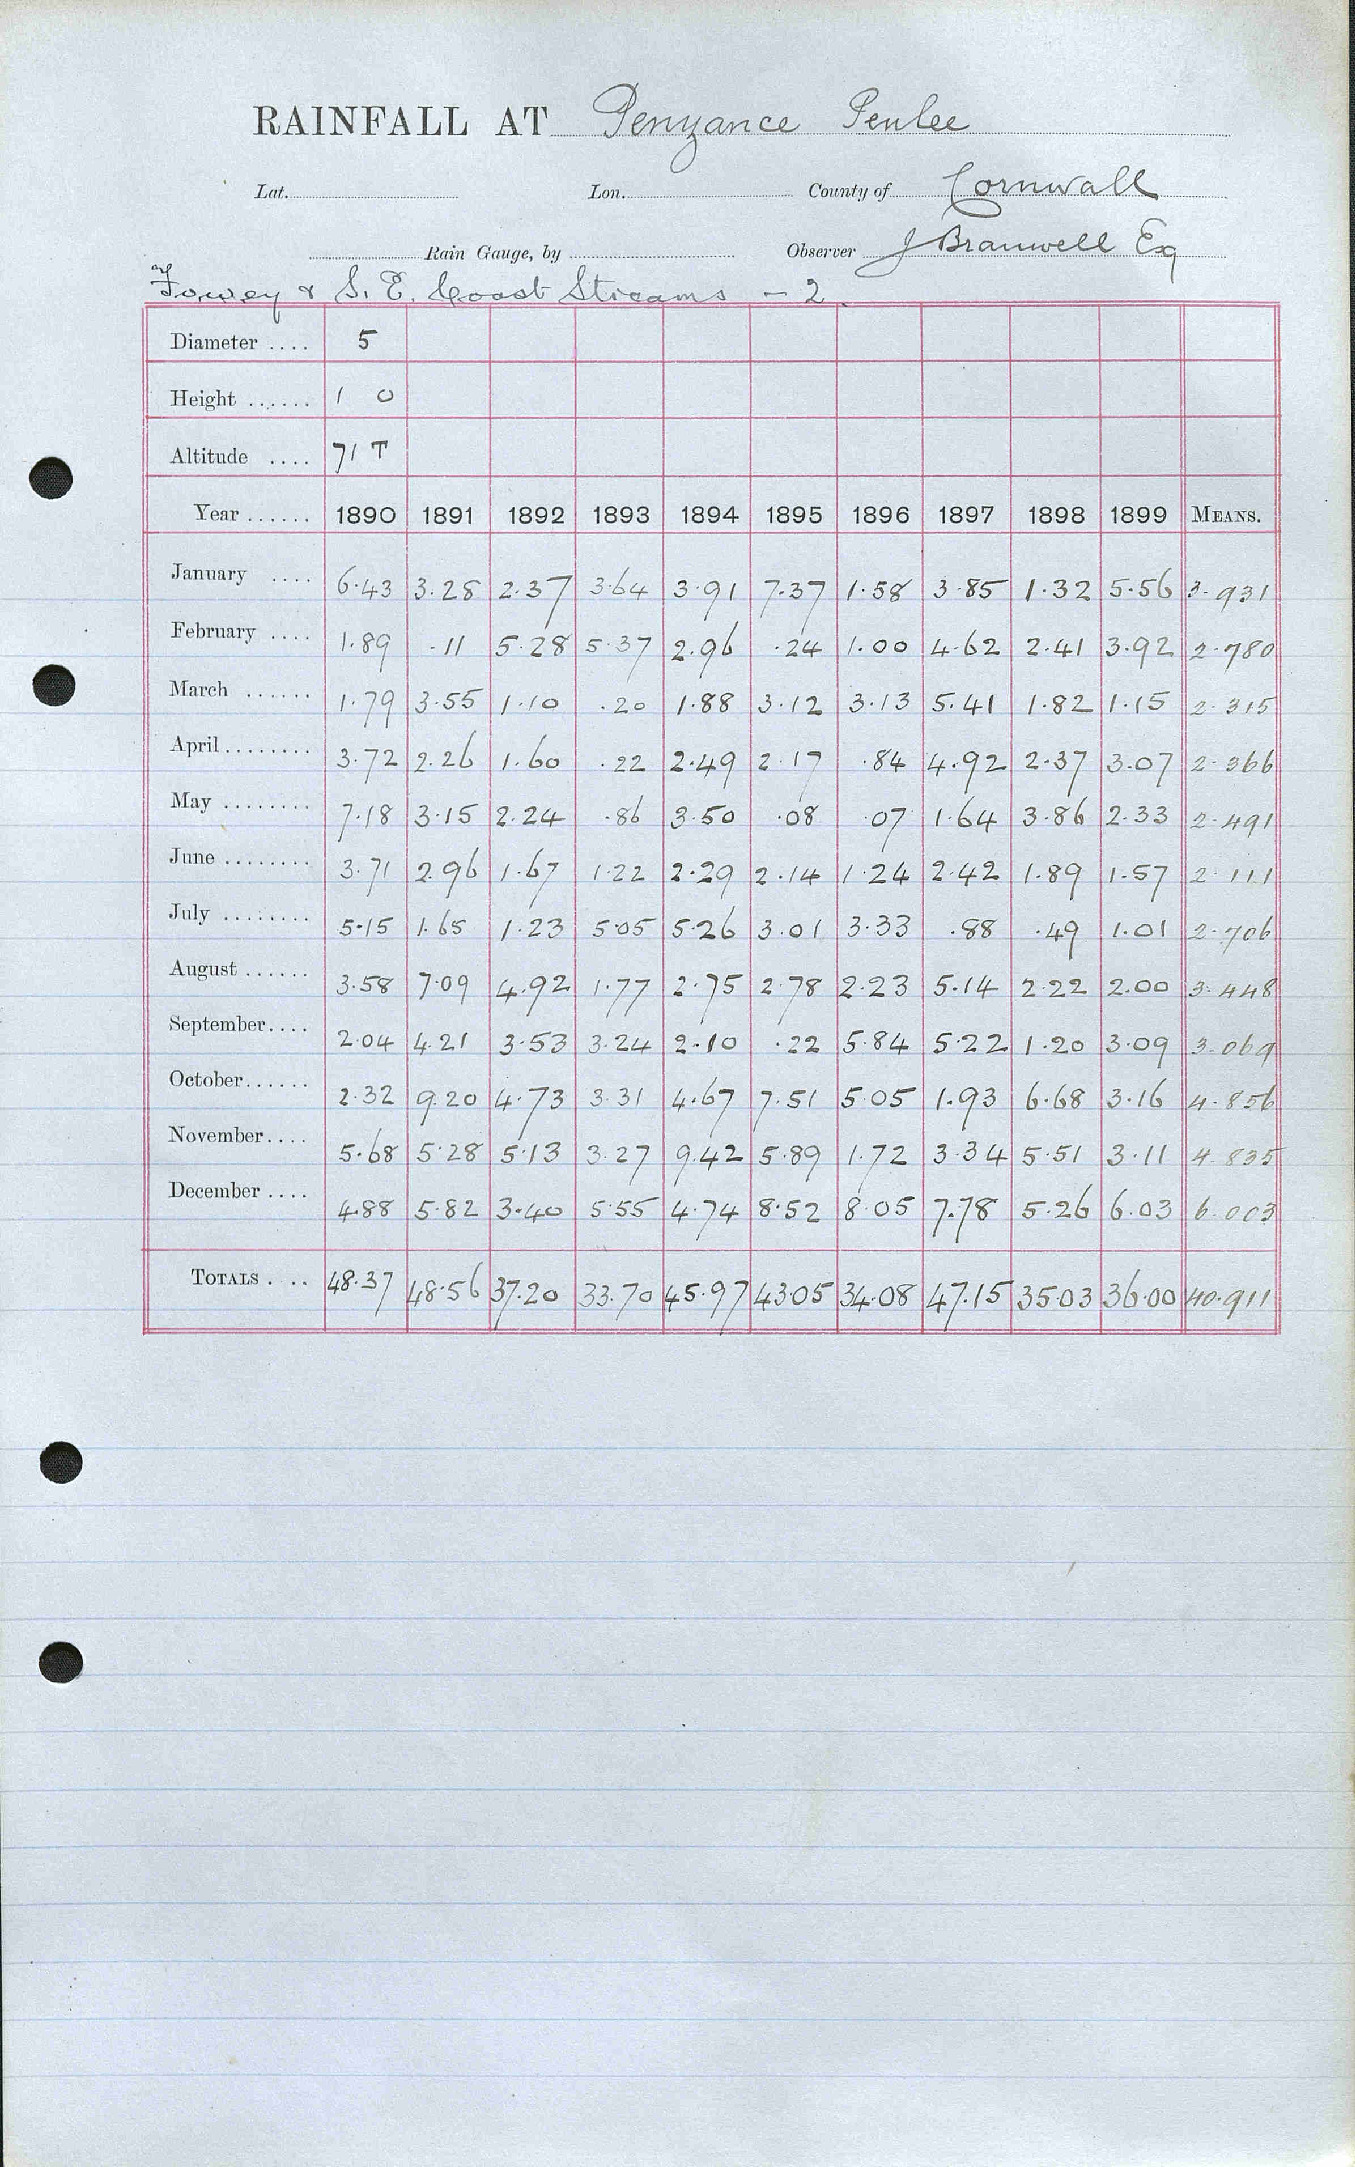 RAINFALL AT Penzance Penlee
Lat. Lon. County of Cornwall
Rain Gauge, by Observer J Branwell Eq
Fowey & S. E. Coast Streams - 2.
Diameter .... 5
Height ...... 1 0
Altitude .... 71 T
Year ...... 1890 1891 1892 1893 1894 1895 1896 1897 1898 1899 MEANS.
January .... 6.43 3.28 2.37 3.64 3.91 7.37 1.58 3.85 1.32 5.56 3.931
February .... 1.89 .11 5.28 5.37 2.96 .24 1.00 4.62 2.41 3.92 2.780
March ...... 1.79 3.55 1.10 .20 1.88 3.12 3.13 5.41 1.82 1.15 2.315
April ........ 3.72 2.26 1.60 .22 2.49 2.17 .84 4.92 2.37 3.07 2.366
May ........ 7.18 3.15 2.24 .86 3.50 .08 .07 1.64 3.86 2.33 2.491
June ........ 3.71 2.96 1.67 1.22 2.29 2.14 1.24 2.42 1.89 1.57 2.111
July ........ 5.15 1.65 1.23 5.05 5.26 3.01 3.33 .88 .49 1.01 2.706
August ...... 3.58 7.09 4.92 1.77 2.75 2.78 2.23 5.14 2.22 2.00 3.448
September .... 2.04 4.21 3.53 3.24 2.10 .22 5.84 5.22 1.20 3.09 3.069
October ...... 2.32 9.20 4.73 3.31 4.67 7.51 5.05 1.93 6.68 3.16 4.856
November .... 5.68 5.28 5.13 3.27 9.42 5.89 1.72 3.34 5.51 3.11 4.835
December .... 4.88 5.82 3.40 5.55 4.74 8.52 8.05 7.78 5.26 6.03 6.003
TOTALS . .. 48.37 48.56 37.20 33.70 45.97 43.05 34.08 47.15 35.03 36.00 40.911